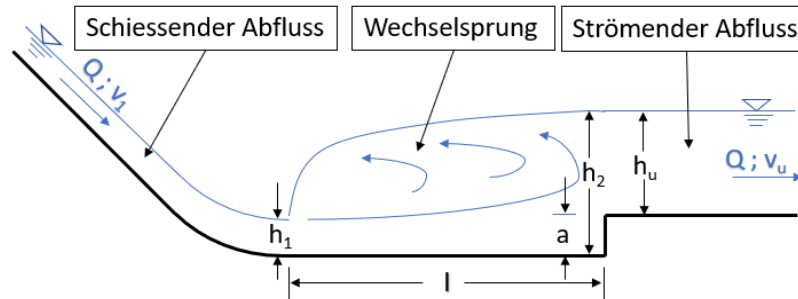 Schiessender Abfluss
Wechselsprung
Strömender Abfluss
Q ; v₁
h₁
a
h₂
hᵤ
Q ; vᵤ
l